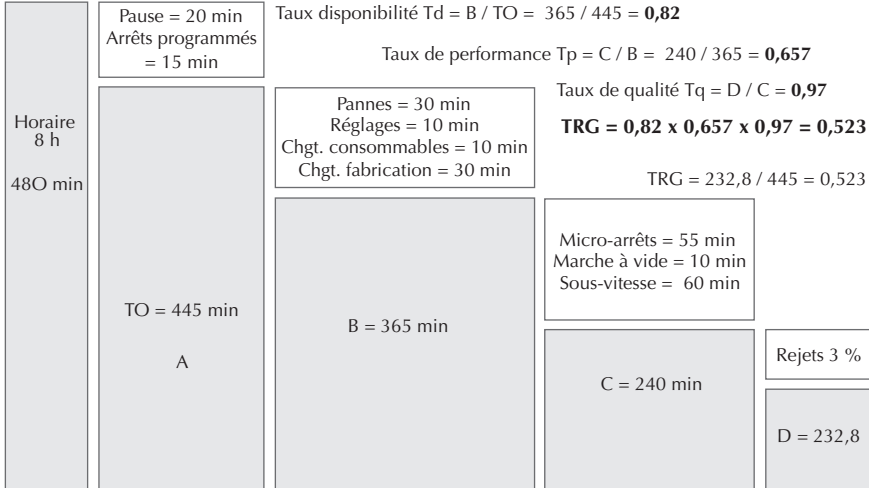 Pause = 20 min
Arrêts programmés
= 15 min
Taux disponibilité Td = B / TO = 365 / 445 = 0,82
Taux de performance Tp = C / B = 240 / 365 = 0,657
Taux de qualité Tq = D / C = 0,97
TRG = 0,82 x 0,657 x 0,97 = 0,523
TRG = 232,8 / 445 = 0,523
Horaire
8 h
48O min
Pannes = 30 min
Réglages = 10 min
Chgt. consommables = 10 min
Chgt. fabrication = 30 min
Micro-arrêts = 55 min
Marche à vide = 10 min
Sous-vitesse = 60 min
TO = 445 min
A
B = 365 min
C = 240 min
Rejets 3 %
D = 232,8